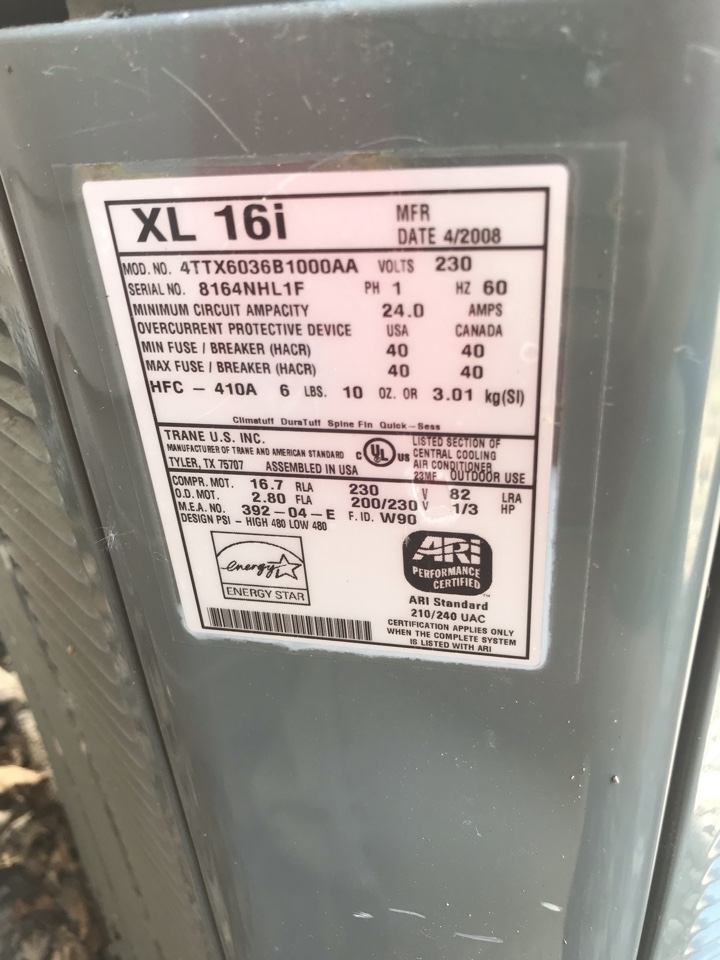 XL 16i
MFR
DATE 4/2008
MOD. NO. 4TTX6036B1000AA VOLTS 230
SERIAL NO. 8164NHL1F PH 1 HZ 60
MINIMUM CIRCUIT AMPACITY 24.0 AMPS
OVERCURRENT PROTECTIVE DEVICE USA CANADA
MIN FUSE / BREAKER (HACR) 40 40
MAX FUSE / BREAKER (HACR) 40 40
HFC - 410A 6 LBS. 10 OZ. OR 3.01 kg(SI)
Climatuff DuraTuff Spine Fin Quick-Sess
TRANE U.S. INC.
MANUFACTURER OF TRANE AND AMERICAN STANDARD
TYLER, TX 75707 ASSEMBLED IN USA
C UL US
LISTED SECTION OF
CENTRAL COOLING
AIR CONDITIONER
23MF OUTDOOR USE
COMPR. MOT. 16.7 RLA 230 V 82 LRA
O.D. MOT. 2.80 FLA 200/230 V 1/3 HP
M.E.A. NO. 392-04-E F. ID. W90
DESIGN PSI - HIGH 480 LOW 480
energy
ENERGY STAR
ARi
PERFORMANCE
CERTIFIED
TM
ARI Standard
210/240 UAC
CERTIFICATION APPLIES ONLY
WHEN THE COMPLETE SYSTEM
IS LISTED WITH ARI